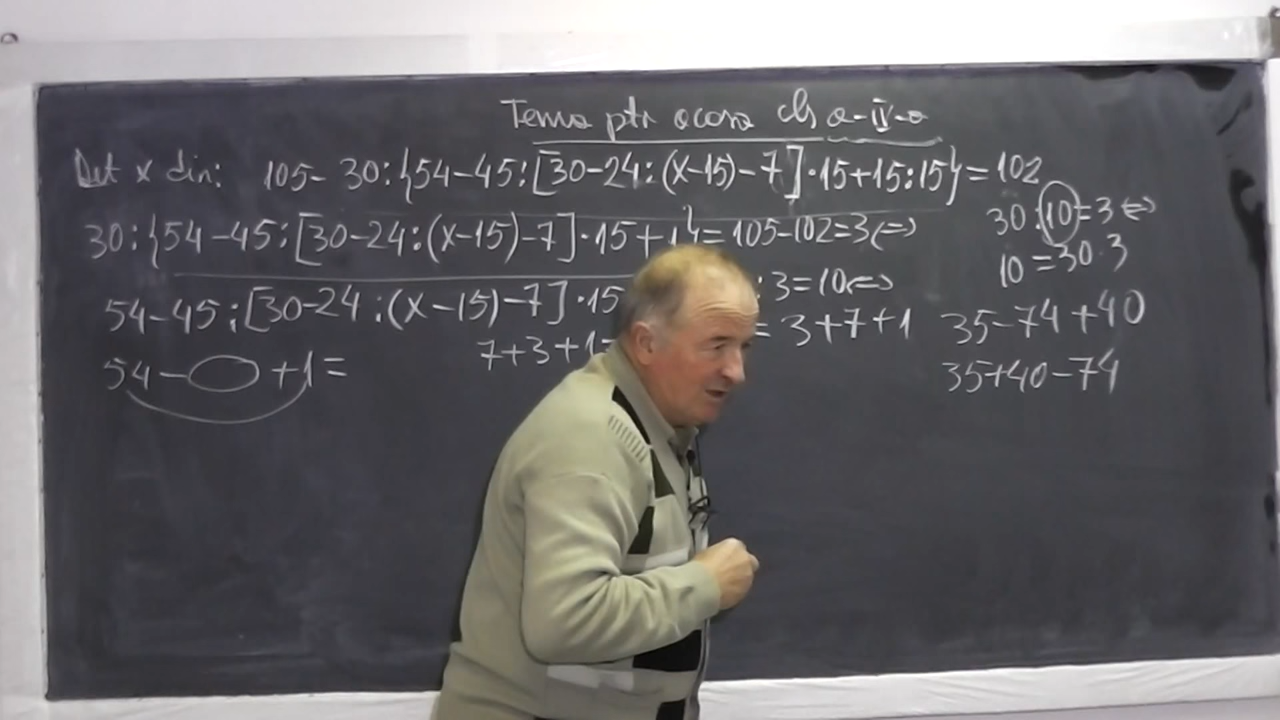 Tema ptr acasa cls a-IV-a
Det x din: 105- 30:{54-45:[30-24:(x-15)-7]·15+15:15}=102
30:{54-45:[30-24:(x-15)-7]·15+1}=105-102=3⇔
30:10=3⇔
10=30·3
54-45:[30-24:(x-15)-7]·15 :3=10⇔
7+3+1= = 3+7+1
35-74+40
54- +1=
35+40-74